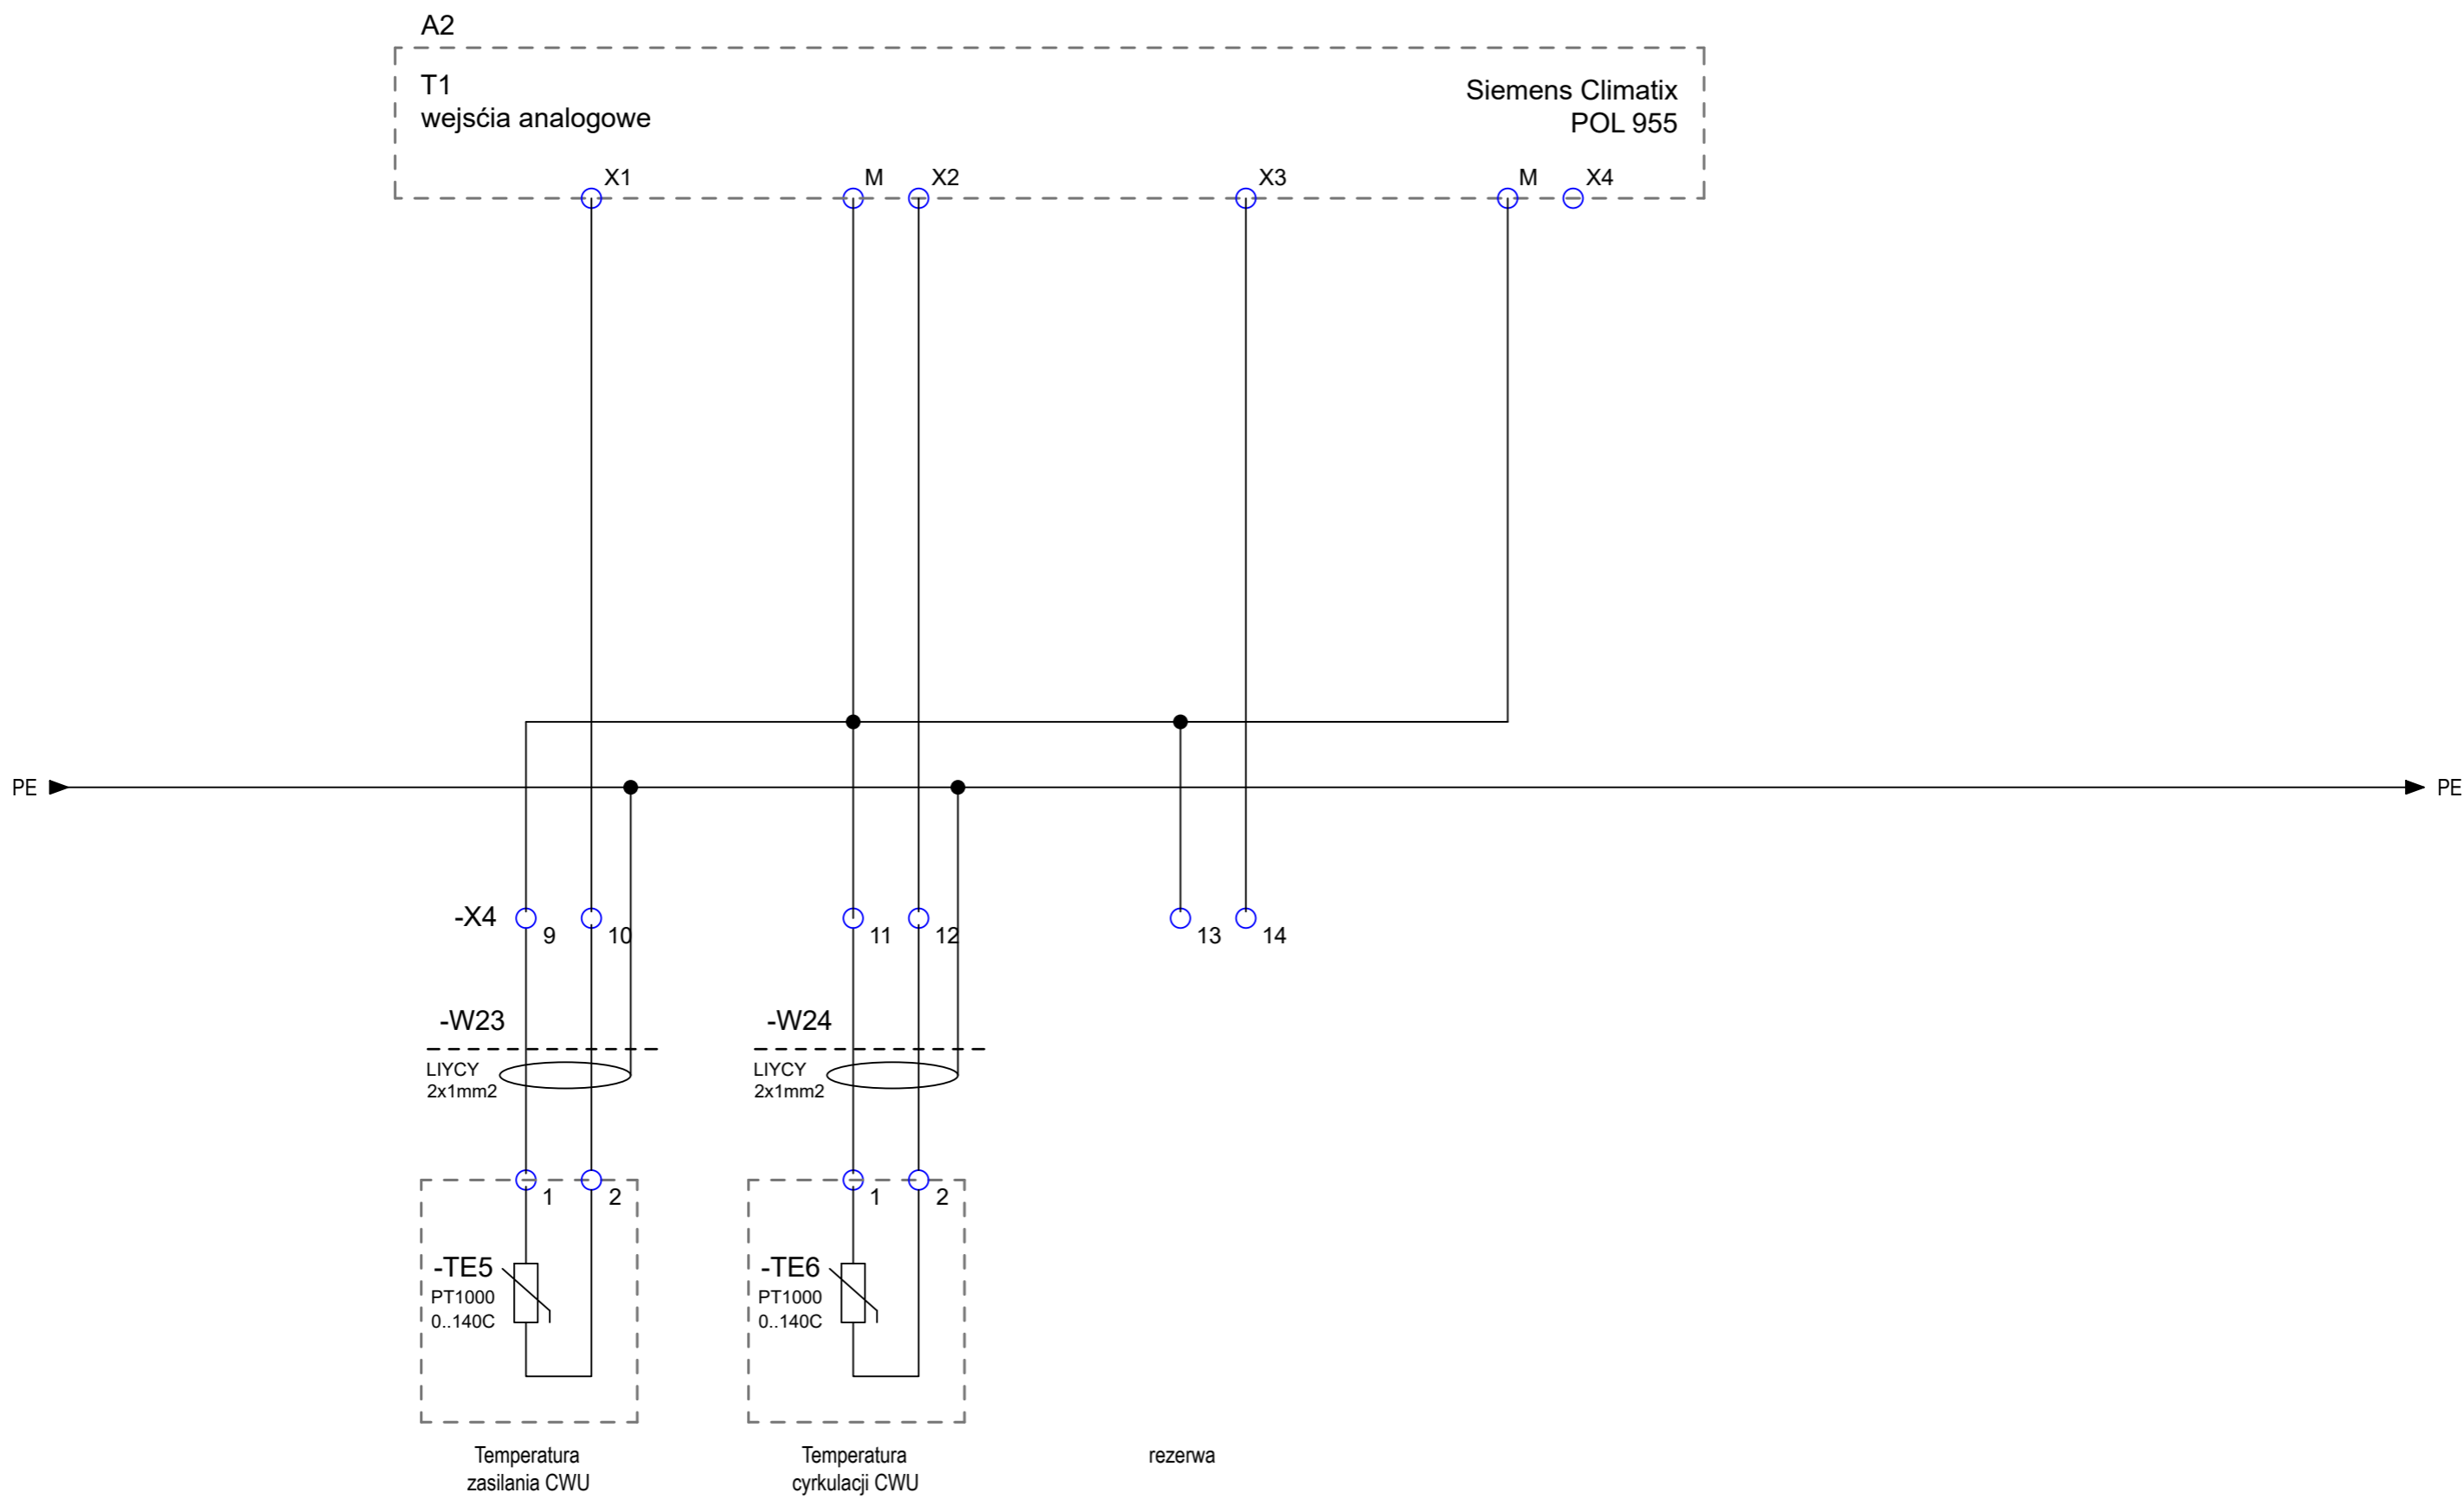 A2
T1
wejsćia analogowe
Siemens Climatix
POL 955
X1
M
X2
X3
M
X4
PE
PE
-X4
9
10
11
12
13
14
-W23
LIYCY
2x1mm2
-W24
LIYCY
2x1mm2
1
2
1
2
-TE5
PT1000
0..140C
-TE6
PT1000
0..140C
Temperatura
zasilania CWU
Temperatura
cyrkulacji CWU
rezerwa